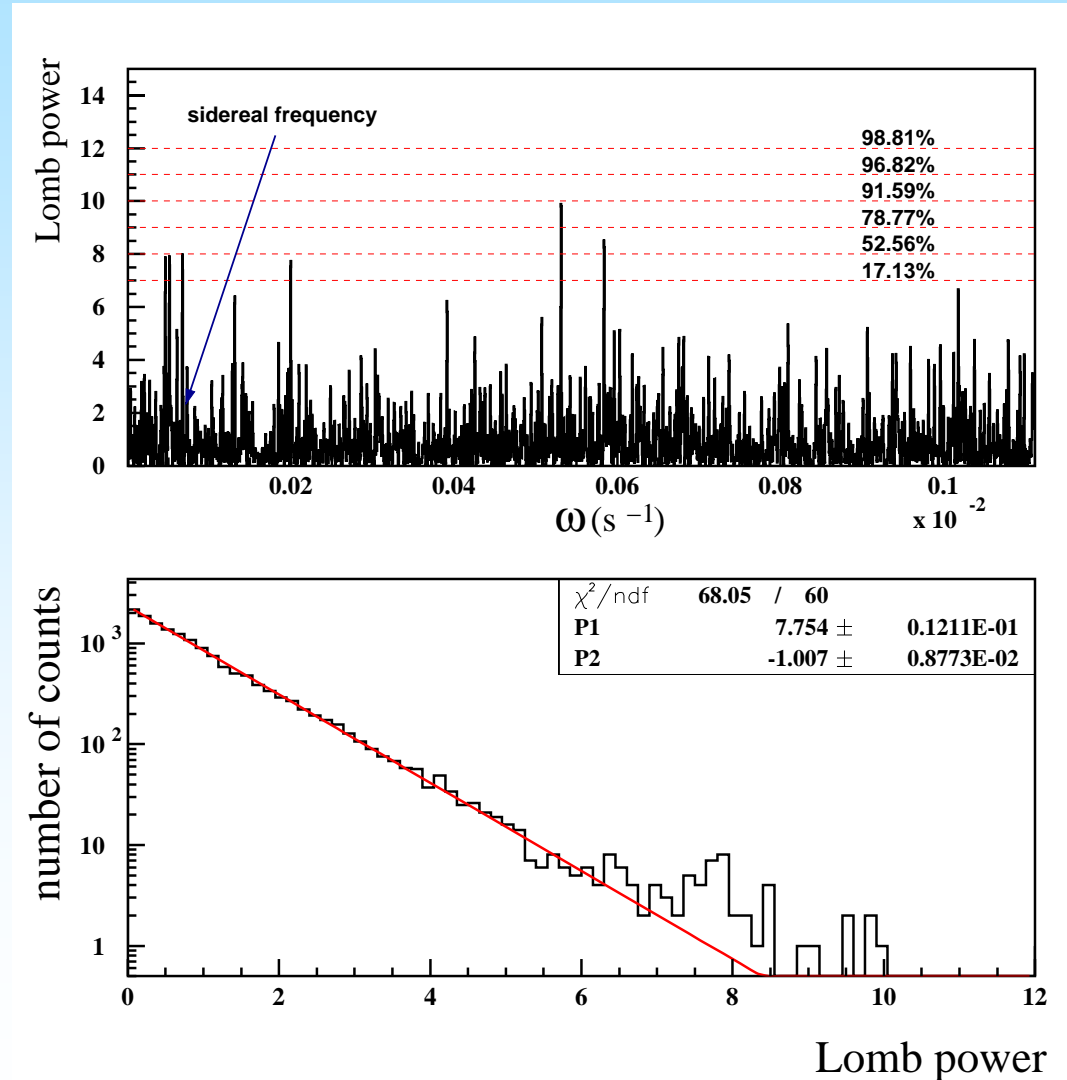 Lomb power
14
12
10
8
6
4
2
0
sidereal frequency
98.81%
96.82%
91.59%
78.77%
52.56%
17.13%
0.02 0.04 0.06 0.08 0.1
ω (s −1) x 10 -2
number of counts
10 3
10 2
10
1
χ2/ndf 68.05 / 60
P1 7.754 ± 0.1211E-01
P2 -1.007 ± 0.8773E-02
0 2 4 6 8 10 12
Lomb power